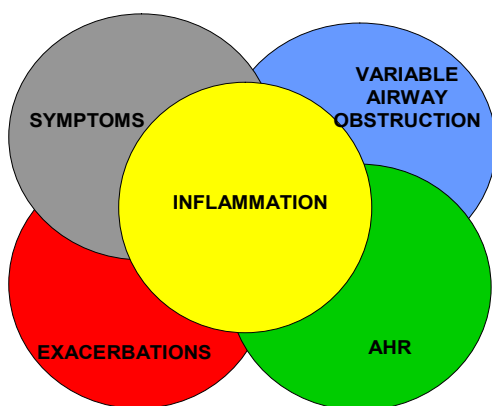 VARIABLE
AIRWAY
OBSTRUCTION
SYMPTOMS
INFLAMMATION
EXACERBATIONS
AHR